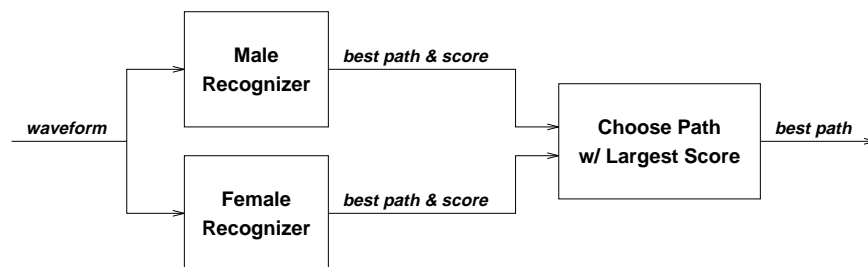 waveform
Male
Recognizer
best path & score
Female
Recognizer
best path & score
Choose Path
w/ Largest Score
best path